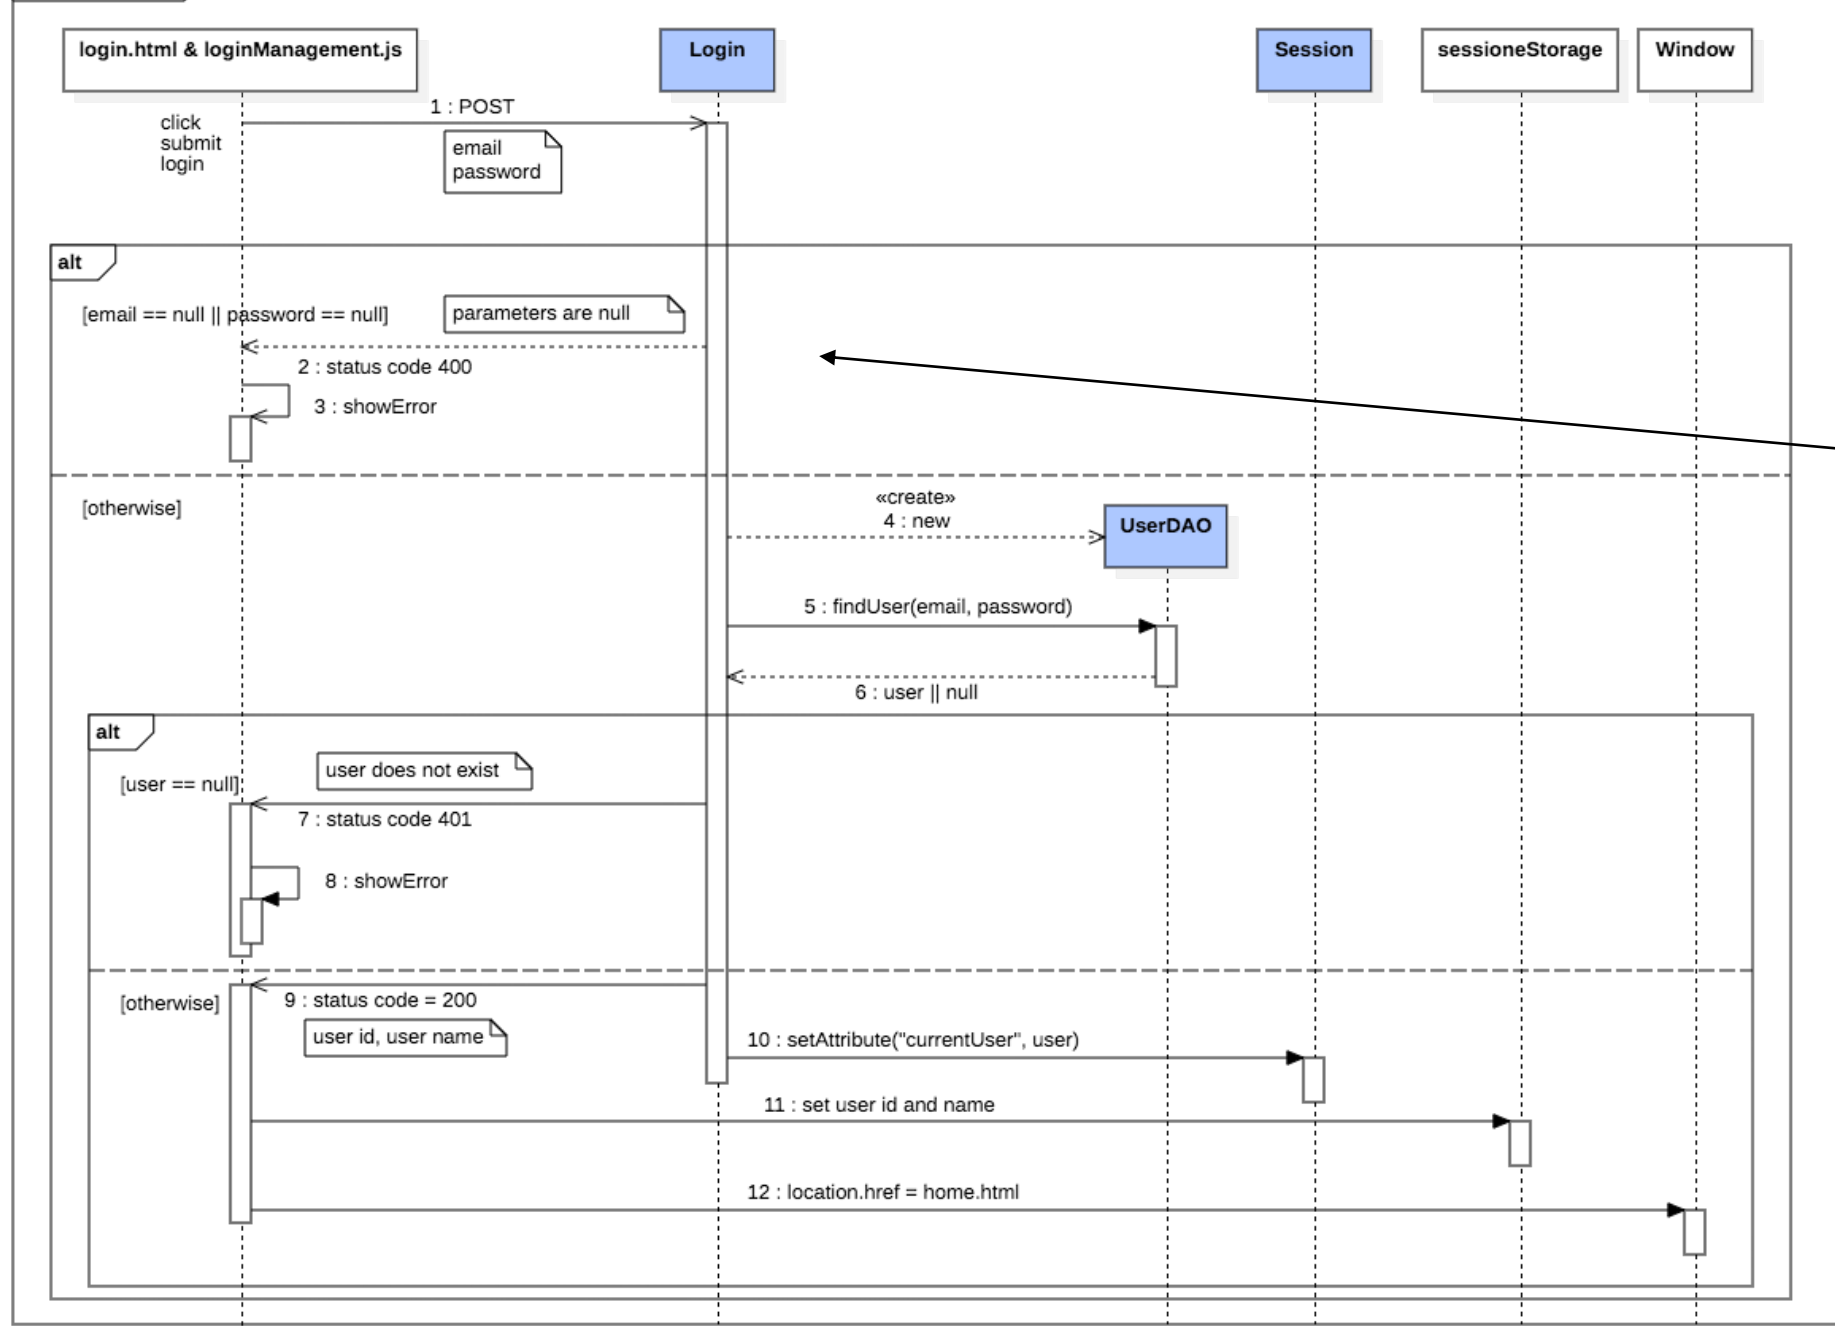 login.html & loginManagement.js
Login
Session
sessioneStorage
Window
1 : POST
click
submit
login
email
password
alt
[email == null || password == null]
parameters are null
2 : status code 400
3 : showError
[otherwise]
«create»
4 : new
UserDAO
5 : findUser(email, password)
6 : user || null
alt
user does not exist
[user == null]
7 : status code 401
8 : showError
[otherwise]
9 : status code = 200
user id, user name
10 : setAttribute("currentUser", user)
11 : set user id and name
12 : location.href = home.html